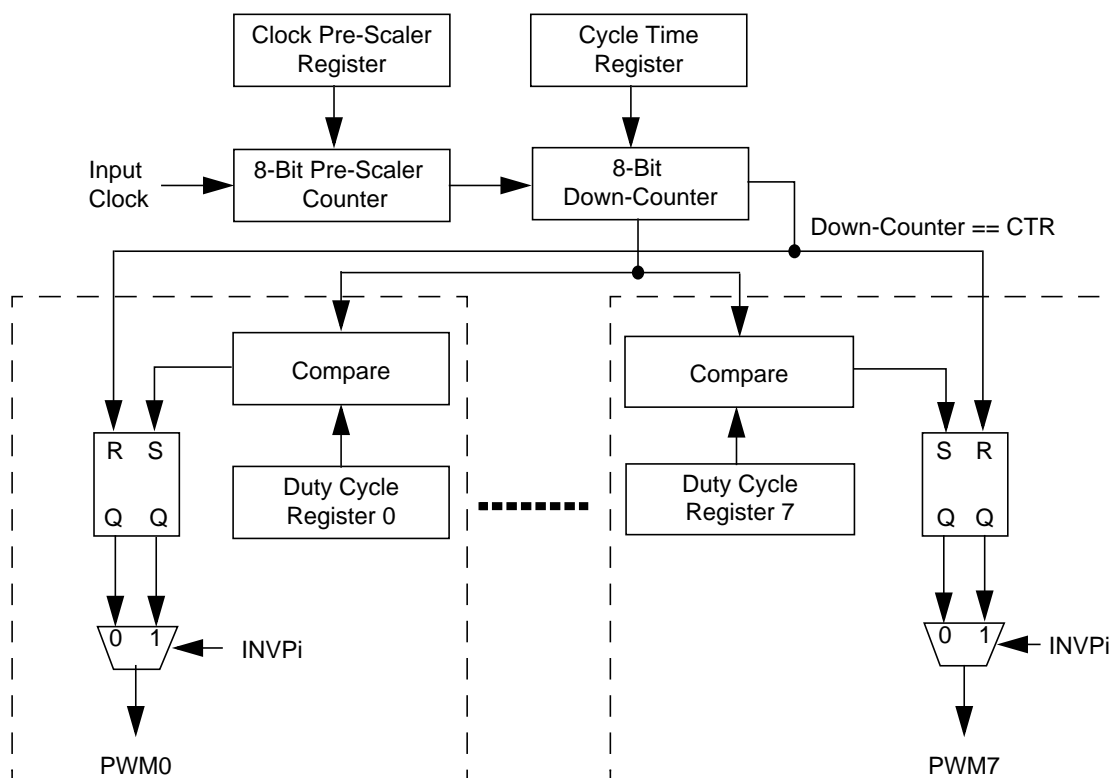 Clock Pre-Scaler
Register
Cycle Time
Register
Input
Clock
8-Bit Pre-Scaler
Counter
8-Bit
Down-Counter
Down-Counter == CTR
Compare
Compare
R S
Q Q
Duty Cycle
Register 0
Duty Cycle
Register 7
S R
Q Q
0 1
INVPi
0 1
INVPi
PWM0
PWM7